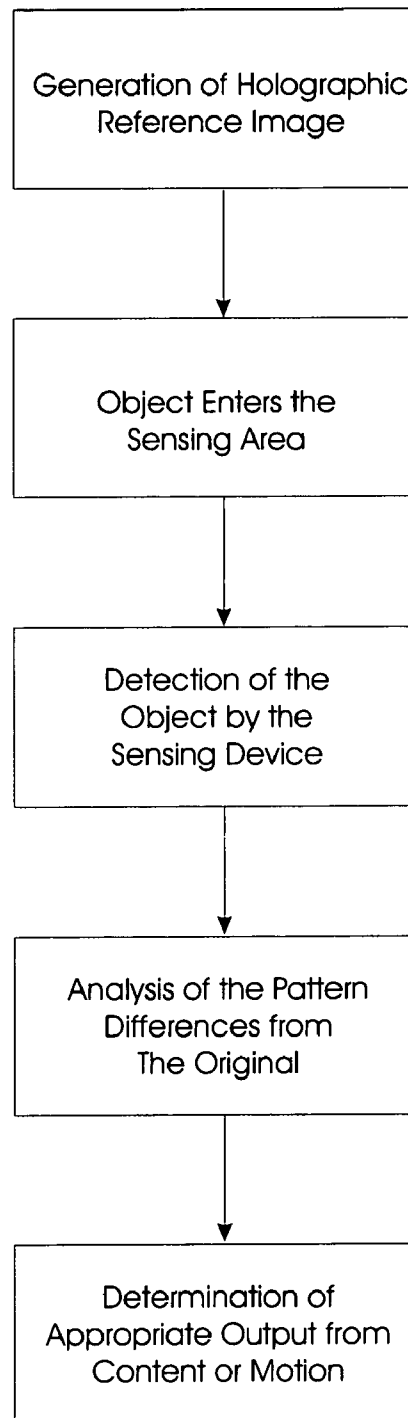 Generation of Holographic
Reference Image
Object Enters the
Sensing Area
Detection of the
Object by the
Sensing Device
Analysis of the Pattern
Differences from
The Original
Determination of
Appropriate Output from
Content or Motion